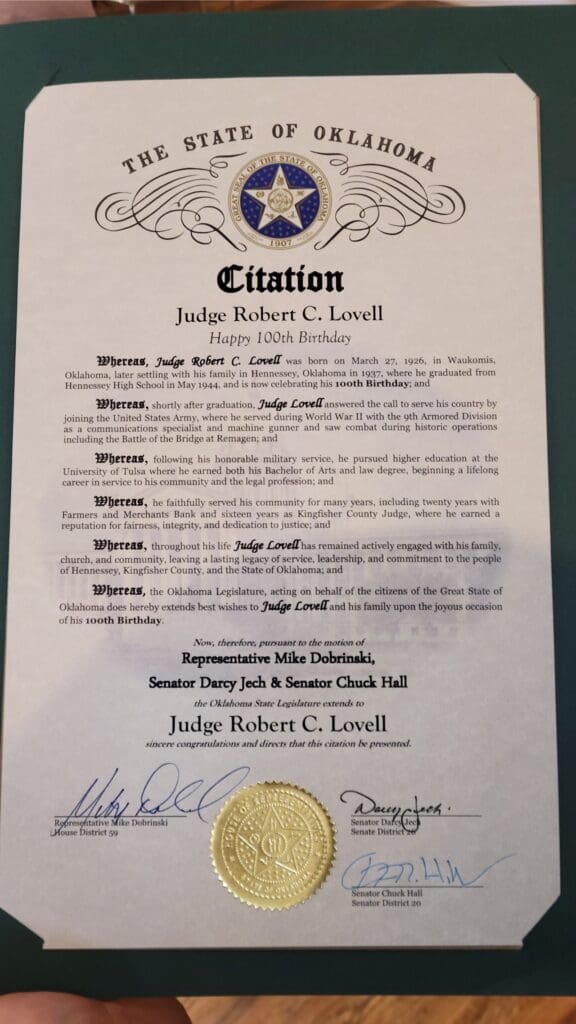 THE STATE OF OKLAHOMA
GREAT SEAL OF THE STATE OF OKLAHOMA
1907
Citation
Judge Robert C. Lovell
Happy 100th Birthday
Whereas, Judge Robert C. Lovell was born on March 27, 1926, in Waukomis,
Oklahoma, later settling with his family in Hennessey, Oklahoma in 1937, where he graduated from
Hennessey High School in May 1944, and is now celebrating his 100th Birthday; and
Whereas, shortly after graduation, Judge Lovell answered the call to serve his country by
joining the United States Army, where he served during World War II with the 9th Armored Division
as a communications specialist and machine gunner and saw combat during historic operations
including the Battle of the Bridge at Remagen; and
Whereas, following his honorable military service, he pursued higher education at the
University of Tulsa where he earned both his Bachelor of Arts and law degree, beginning a lifelong
career in service to his community and the legal profession; and
Whereas, he faithfully served his community for many years, including twenty years with
Farmers and Merchants Bank and sixteen years as Kingfisher County Judge, where he earned a
reputation for fairness, integrity, and dedication to justice; and
Whereas, throughout his life Judge Lovell has remained actively engaged with his family,
church, and community, leaving a lasting legacy of service, leadership, and commitment to the people
of Hennessey, Kingfisher County, and the State of Oklahoma; and
Whereas, the Oklahoma Legislature, acting on behalf of the citizens of the Great State of
Oklahoma does hereby extends best wishes to Judge Lovell and his family upon the joyous occasion
of his 100th Birthday.
Now, therefore, pursuant to the motion of
Representative Mike Dobrinski,
Senator Darcy Jech & Senator Chuck Hall
the Oklahoma State Legislature extends to
Judge Robert C. Lovell
sincere congratulations and directs that this citation be presented.
Representative Mike Dobrinski
House District 59
HOUSE OF REPRESENTATIVES
STATE OF OKLAHOMA
Darcy Jech
Senator Darcy Jech
Senate District 26
Senator Chuck Hall
Senator District 20